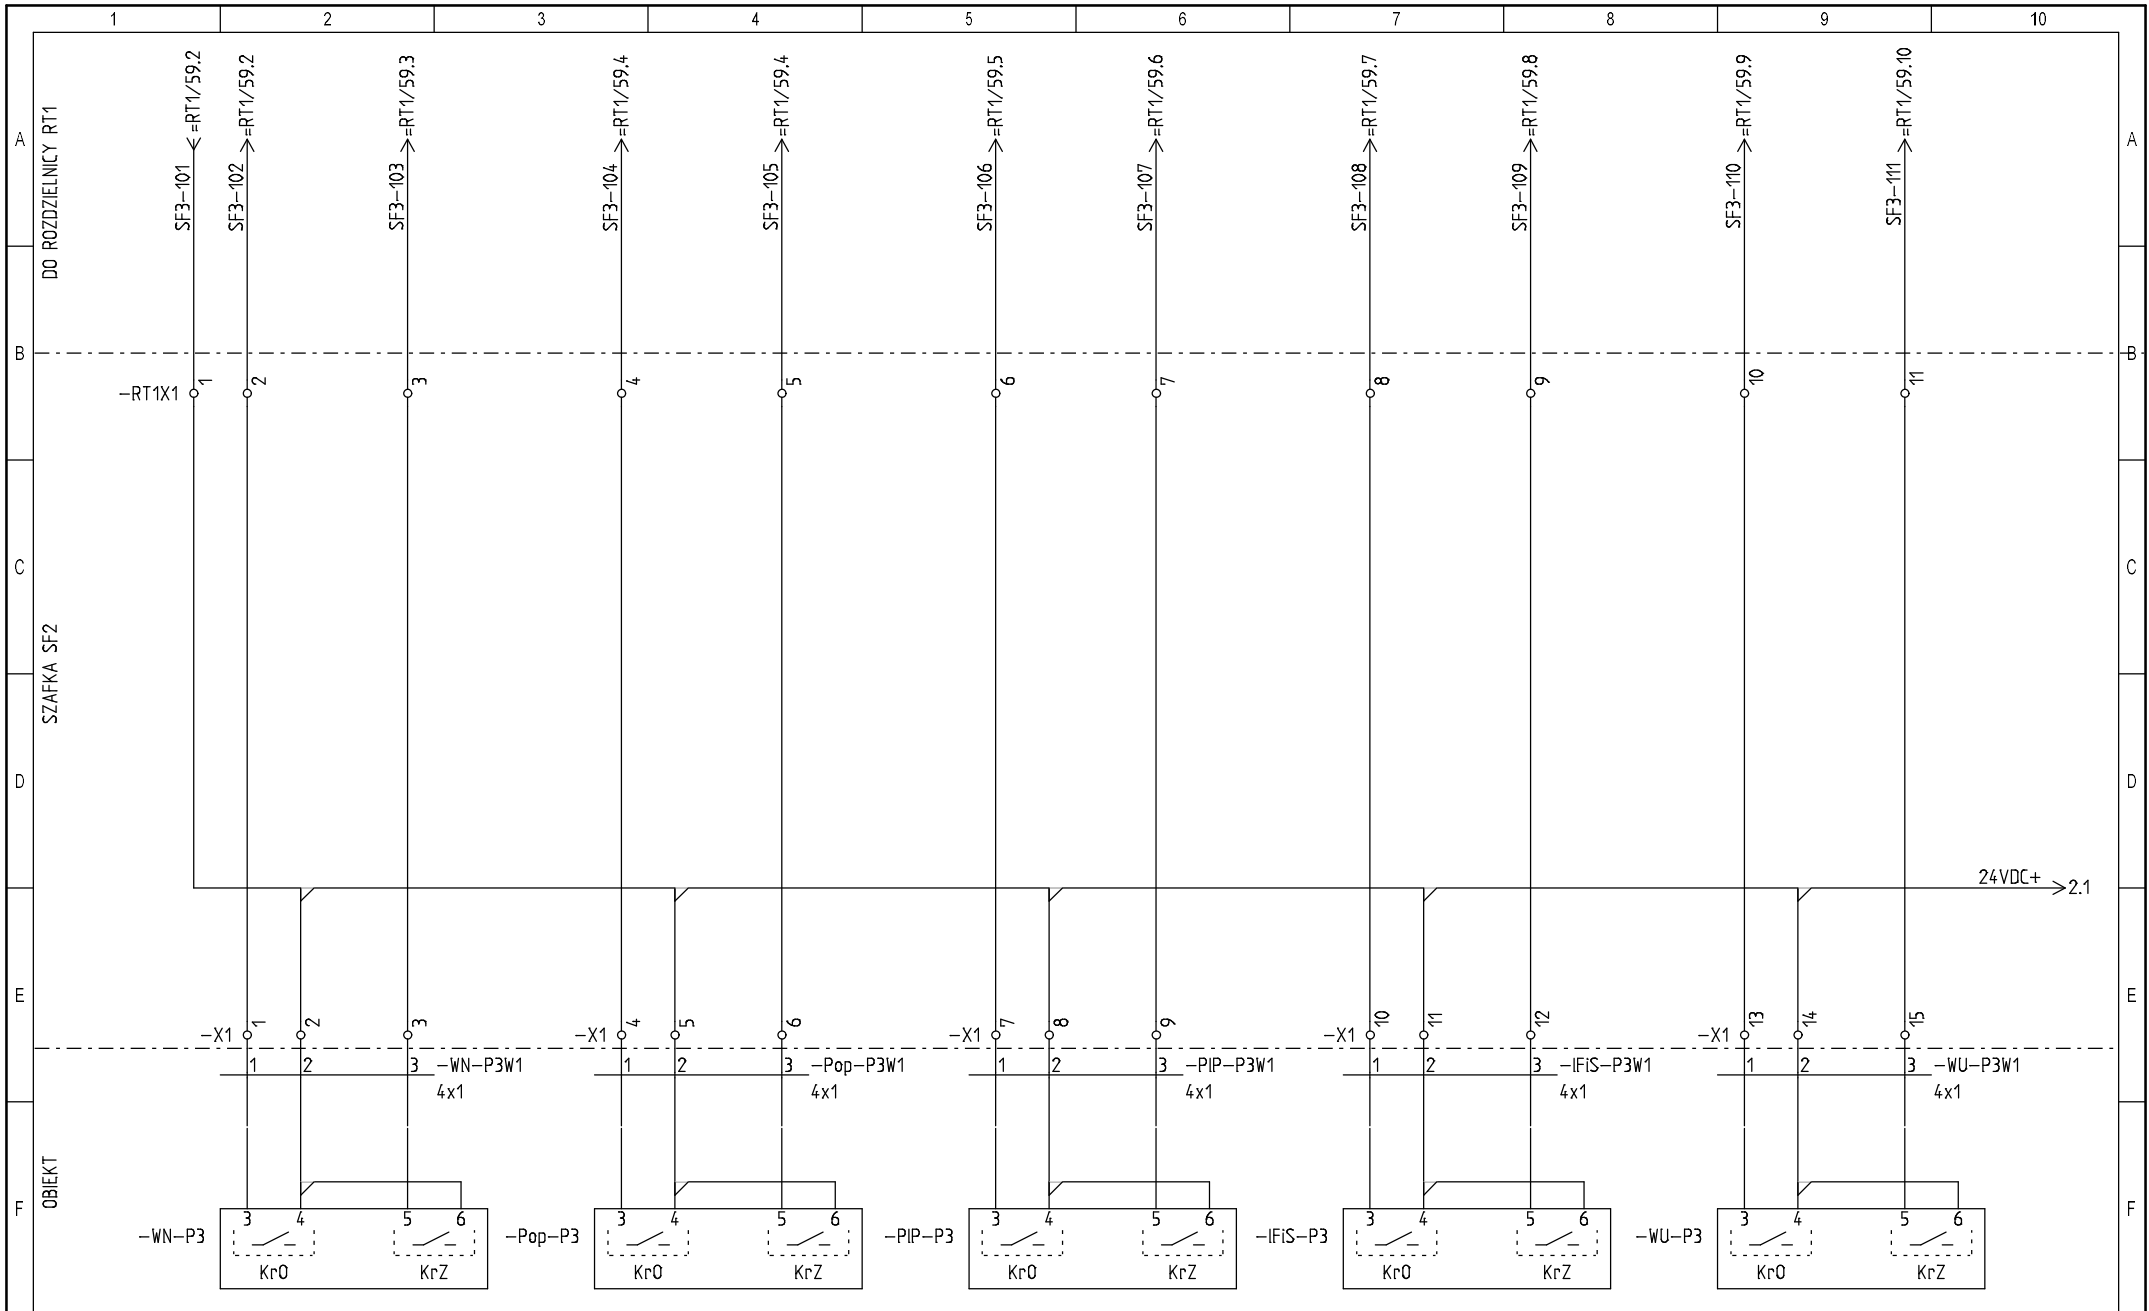 1 2 3 4 5 6 7 8 9 10
A
A
B
B
C
C
D
D
E
E
F
F
DO ROZDZIELNICY RT1
SZAFKA SF2
OBIEKT
=RT1/59.2
=RT1/59.2
=RT1/59.3
=RT1/59.4
=RT1/59.4
=RT1/59.5
=RT1/59.6
=RT1/59.7
=RT1/59.8
=RT1/59.9
=RT1/59.10
SF3-101
SF3-102
SF3-103
SF3-104
SF3-105
SF3-106
SF3-107
SF3-108
SF3-109
SF3-110
SF3-111
-RT1X1 1 2 3 4 5 6 7 8 9 10 11
24VDC+ 2.1
-X1 1 2 3
-X1 4 5 6
-X1 7 8 9
-X1 10 11 12
-X1 13 14 15
1 2 3 -WN-P3W1
4x1
1 2 3 -Pop-P3W1
4x1
1 2 3 -PIP-P3W1
4x1
1 2 3 -IFiS-P3W1
4x1
1 2 3 -WU-P3W1
4x1
3 4 5 6
-WN-P3
KrO KrZ
3 4 5 6
-Pop-P3
KrO KrZ
3 4 5 6
-PIP-P3
KrO KrZ
3 4 5 6
-IFiS-P3
KrO KrZ
3 4 5 6
-WU-P3
KrO KrZ